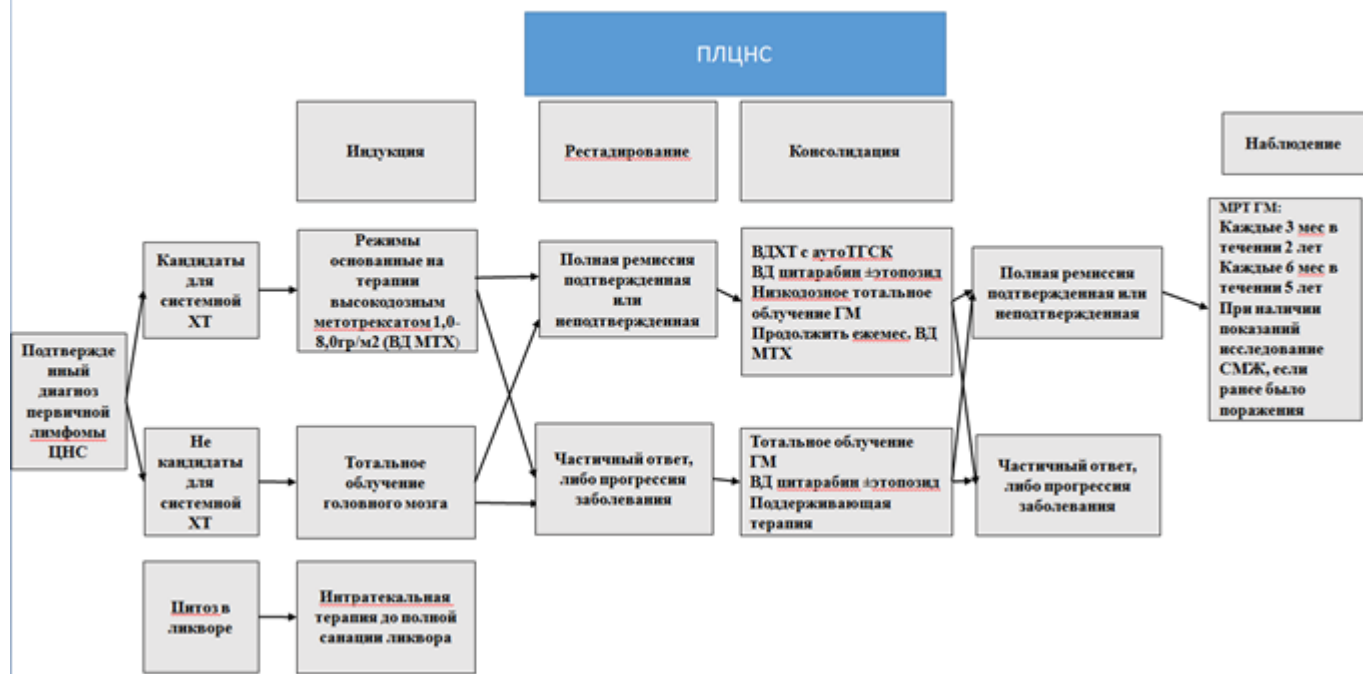 ПЛЦНС
Индукция
Рестадирование
Консолидация
Наблюдение
Подтвержде
нный
диагноз
первичной
лимфомы
ЦНС
Кандидаты
для
системной
ХТ
Режимы
основанные на
терапии
высокодозным
метотрексатом 1,0-
8,0гр/м2 (ВД МТХ)
Полная ремиссия
подтвержденная
или
неподтвержденная
ВДХТ с аутоТГСК
ВД цитарабин ±этопозид
Низкодозное тотальное
облучение ГМ
Продолжить ежемес. ВД
МТХ
Полная ремиссия
подтвержденная или
неподтвержденная
МРТ ГМ:
Каждые 3 мес в
течении 2 лет
Каждые 6 мес в
течении 5 лет
При наличии
показаний
исследование
СМЖ, если
ранее было
поражения
Не
кандидаты
для
системной
ХТ
Тотальное
облучение
головного мозга
Частичный ответ,
либо прогрессия
заболевания
Тотальное облучение
ГМ
ВД цитарабин ±этопозид
Поддерживающая
терапия
Частичный ответ,
либо прогрессия
заболевания
Цитоз в
ликворе
Интратекальная
терапия до полной
санации ликвора